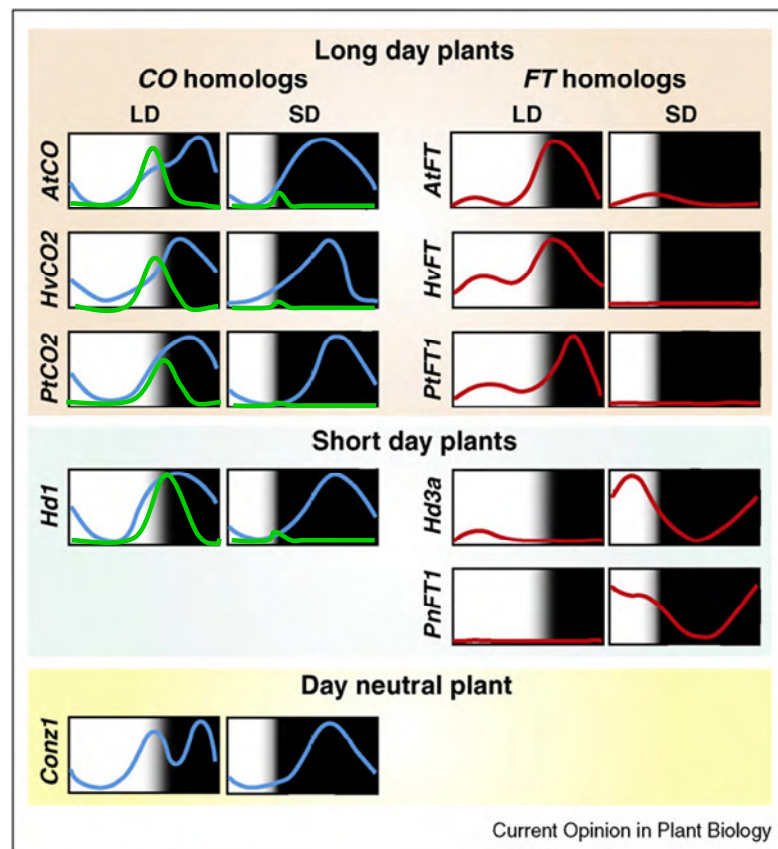 Long day plants
CO homologs FT homologs
LD SD LD SD
AtCO AtFT
HvCO2 HvFT
PtCO2 PtFT1
Short day plants
Hd1 Hd3a
PnFT1
Day neutral plant
Conz1
Current Opinion in Plant Biology